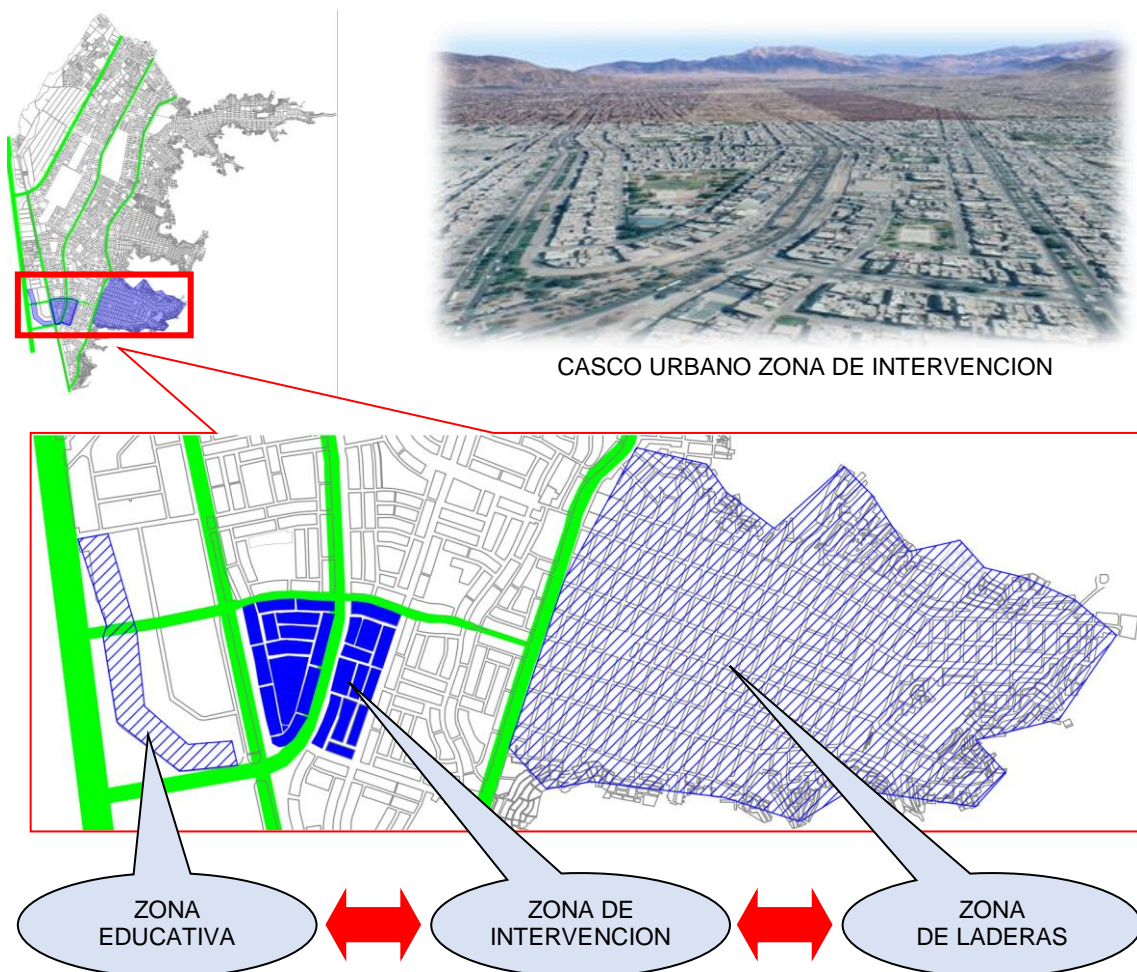 CASCO URBANO ZONA DE INTERVENCION
ZONA
EDUCATIVA
ZONA DE
INTERVENCION
ZONA
DE LADERAS